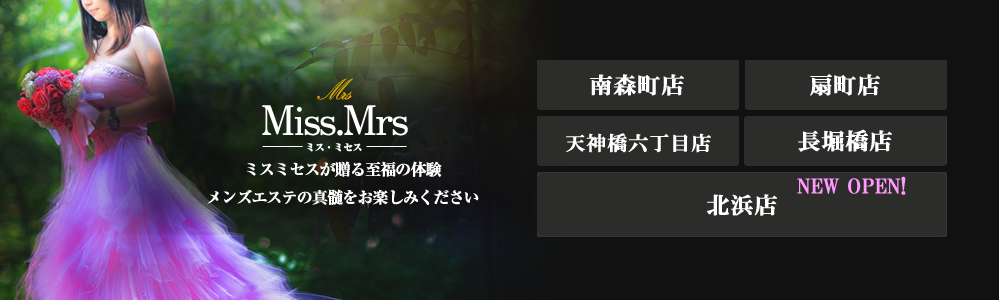 Mrs
Miss.Mrs
ミス・ミセス
ミスミセスが贈る至福の体験
メンズエステの真髄をお楽しみください
南森町店
扇町店
天神橋六丁目店
長堀橋店
NEW OPEN!
北浜店